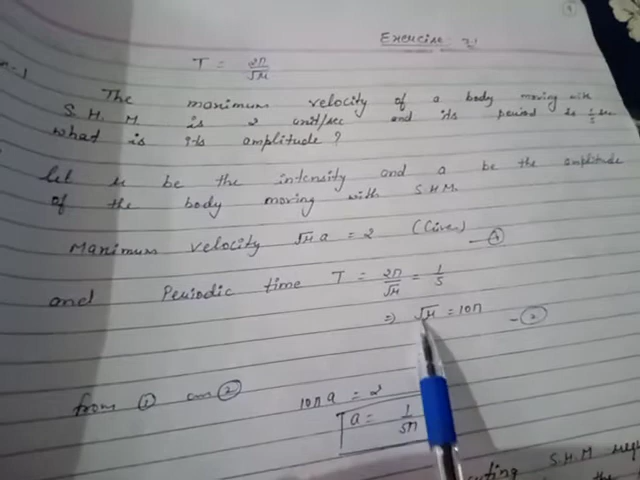 Exercise: 2
T = 2π/√μ
The maximum velocity of a body moving with
S.H.M is 2 unit/sec and its period is 1/5 sec
what is its amplitude?
let μ be the intensity and a be the amplitude
of the body moving with S.H.M.
Maximum velocity √μ a = 2 (Given) —①
and Periodic time T = 2π/√μ = 1/5
⇒ √μ = 10π —②
from ① and ②
10π a = 2
a = 1/5π
S.H.M